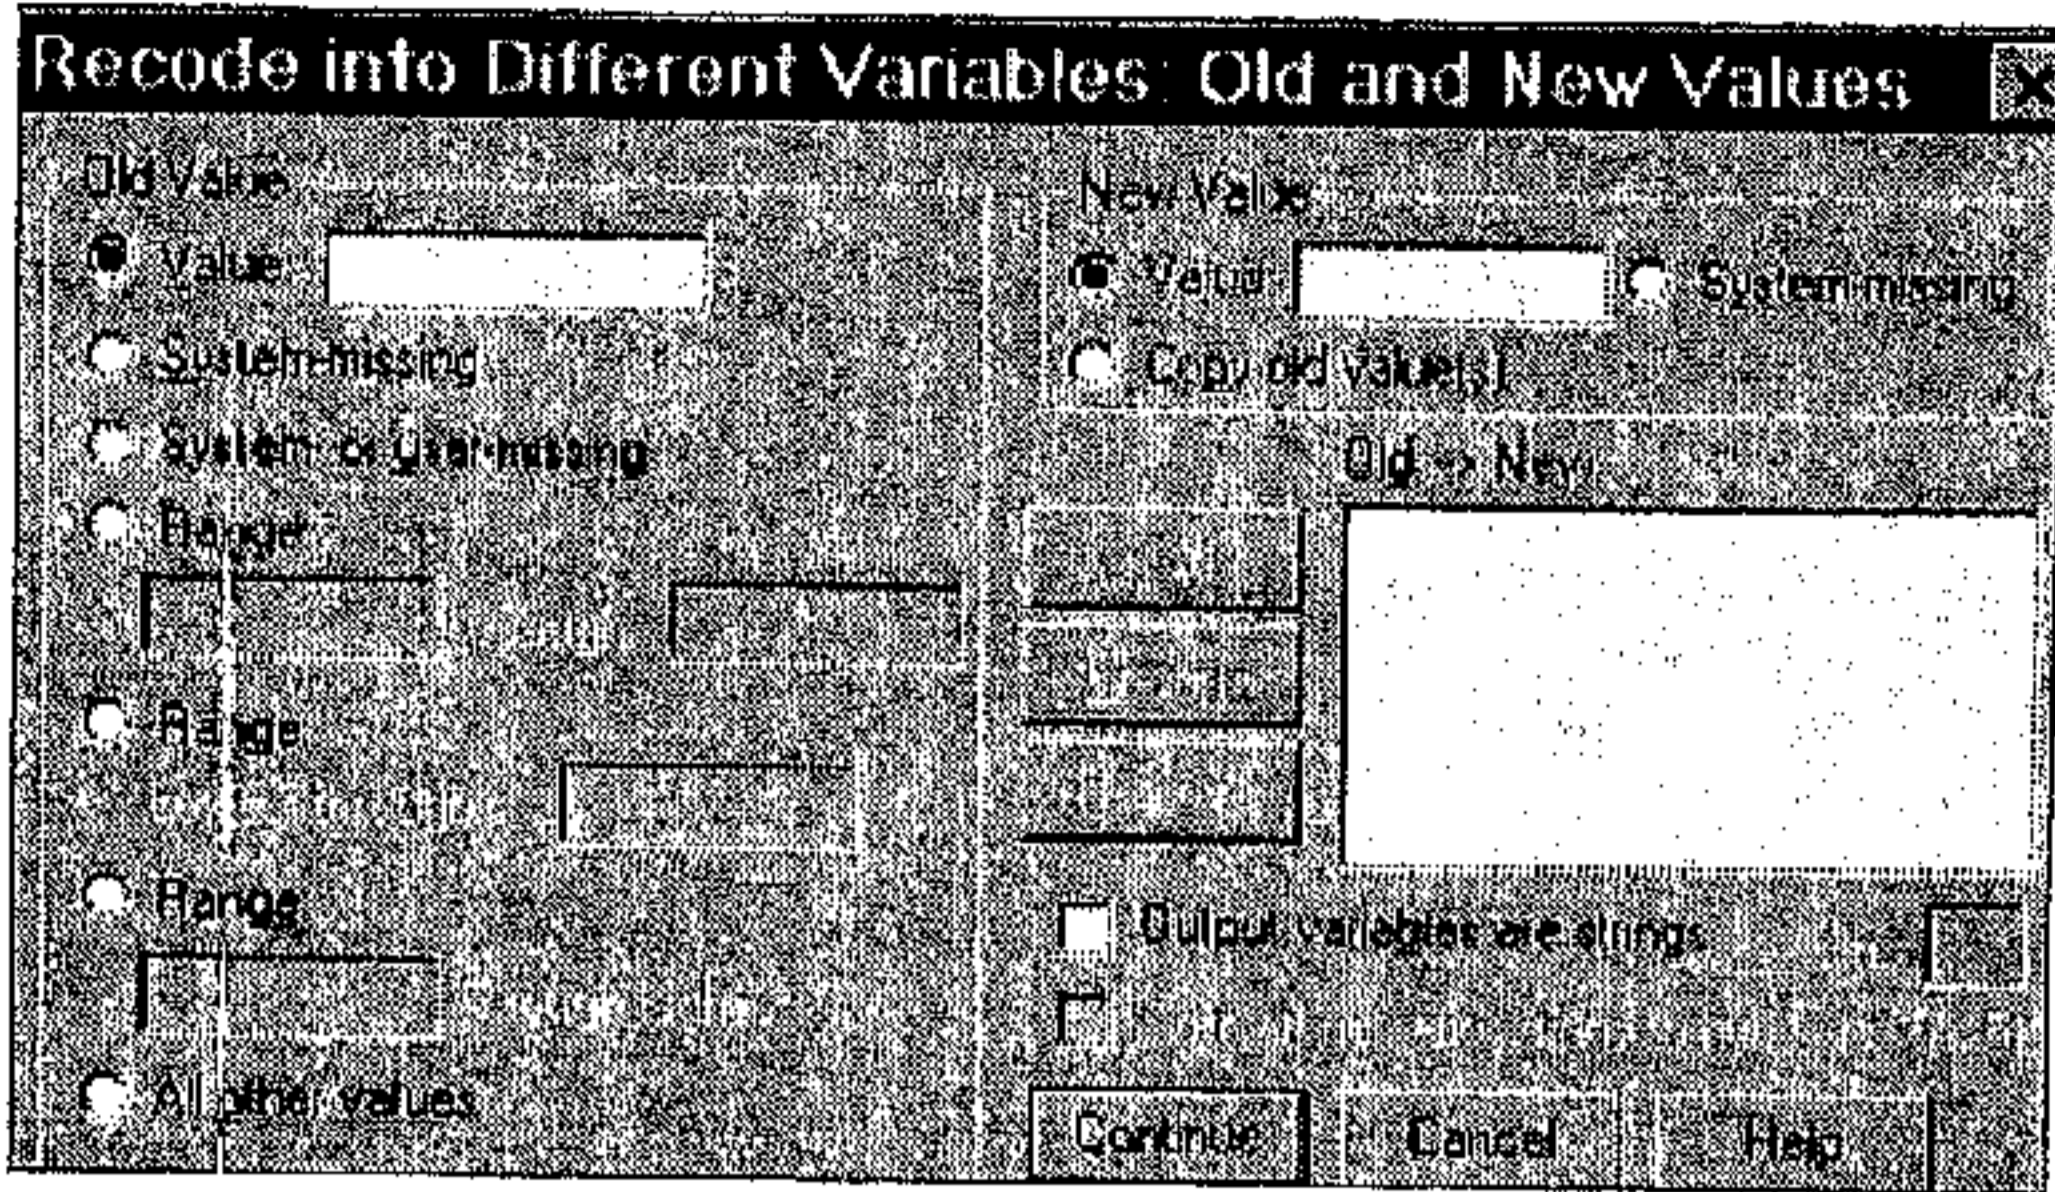 Recode into Different Variables: Old and New Values
Old Value
Value
System-missing
System- or user-missing
Range
Range
Range
All other values
New Value
Value
System-missing
Copy old value(s)
Old -> New
Output variables are strings
Continue
Cancel
Help